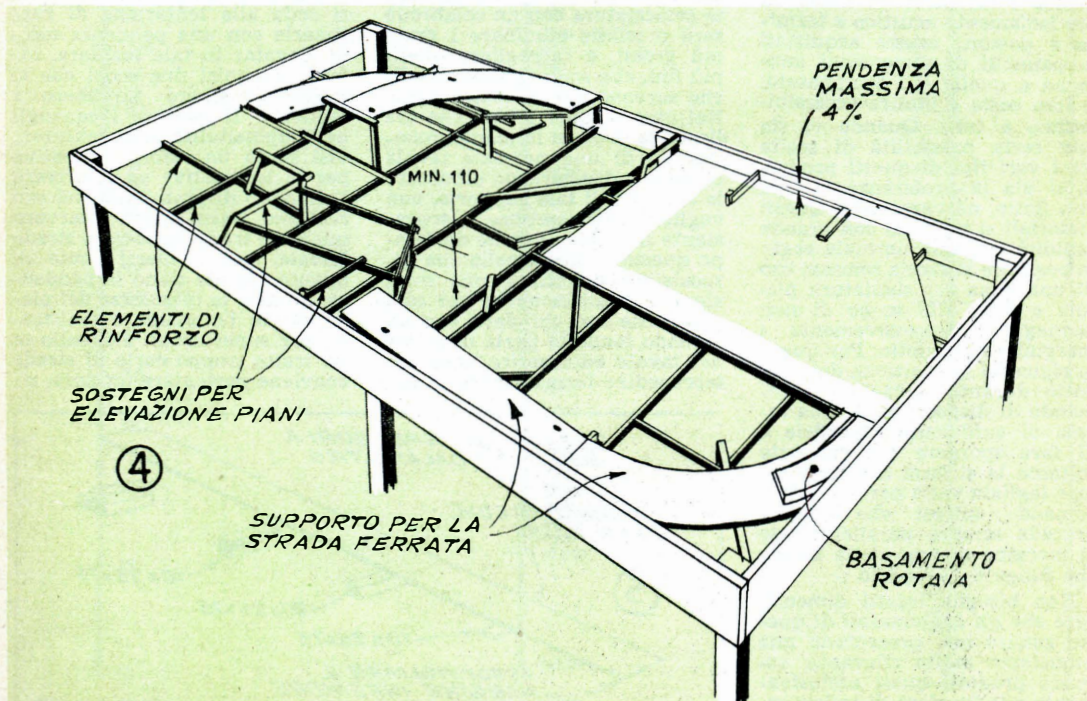 PENDENZA
MASSIMA
4%
MIN. 110
ELEMENTI DI
RINFORZO
SOSTEGNI PER
ELEVAZIONE PIANI
4
SUPPORTO PER LA
STRADA FERRATA
BASAMENTO
ROTAIA